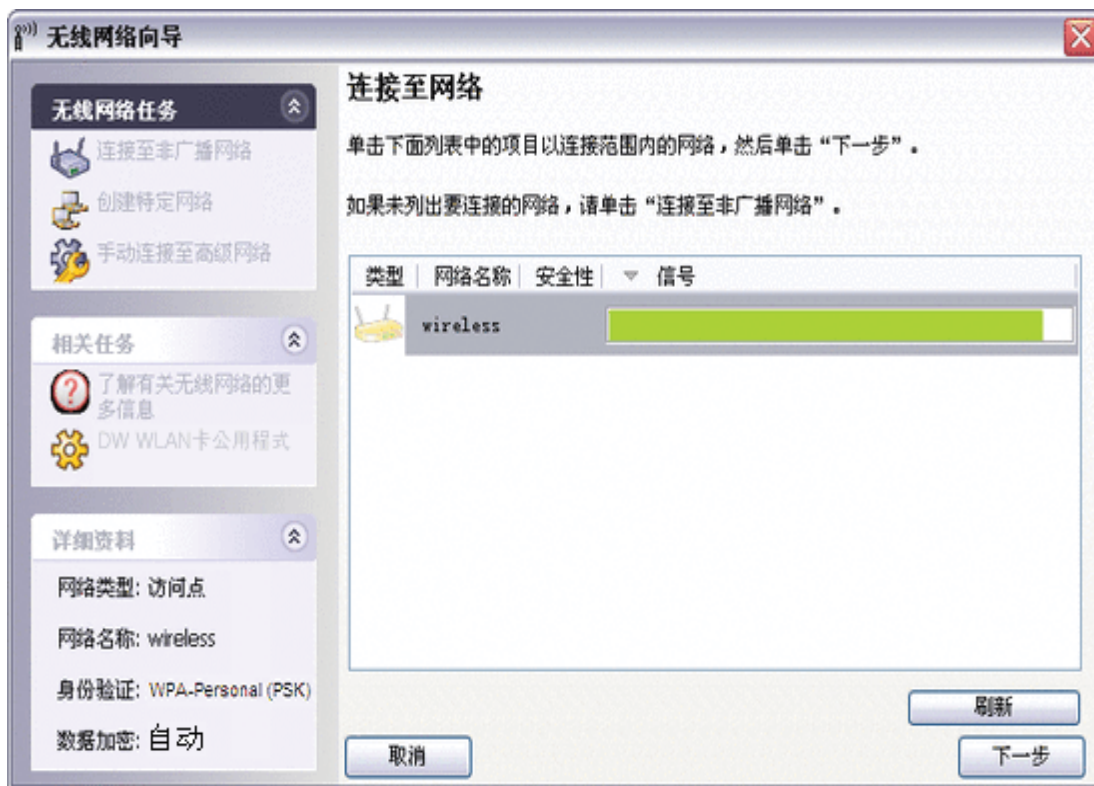 无线网络向导
无线网络任务
连接至非广播网络
创建特定网络
手动连接至高级网络
相关任务
了解有关无线网络的更
多信息
DW WLAN卡公用程式
详细资料
网络类型: 访问点
网络名称: wireless
身份验证: WPA-Personal (PSK)
数据加密: 自动
连接至网络
单击下面列表中的项目以连接范围内的网络，然后单击“下一步”。
如果未列出要连接的网络，请单击“连接至非广播网络”。
类型 网络名称 安全性 信号
wireless
刷新
取消 下一步